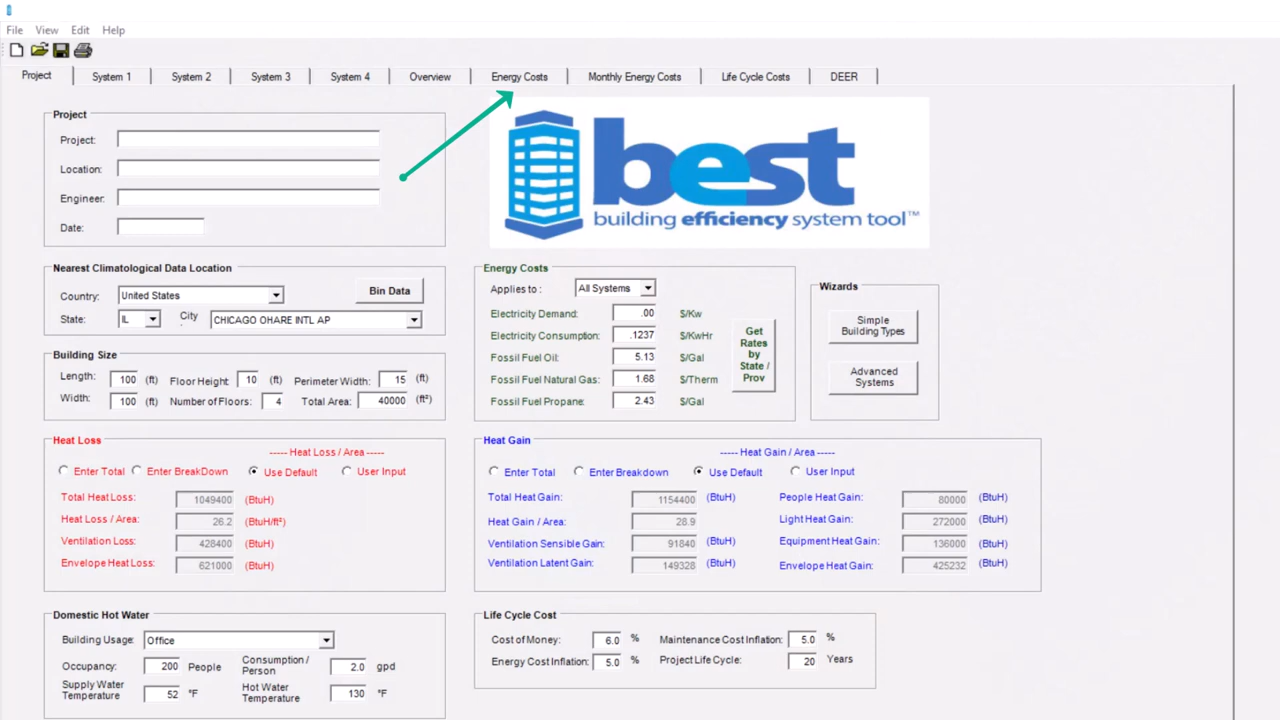 File View Edit Help
Project System 1 System 2 System 3 System 4 Overview Energy Costs Monthly Energy Costs Life Cycle Costs DEER
Project
Project:
Location:
Engineer:
Date:
best
building efficiency system tool™
Nearest Climatological Data Location
Country: United States Bin Data
State: IL City CHICAGO OHARE INTL AP
Building Size
Length: 100 (ft) Floor Height: 10 (ft) Perimeter Width: 15 (ft)
Width: 100 (ft) Number of Floors: 4 Total Area: 40000 (ft²)
Energy Costs
Applies to : All Systems
Electricity Demand: .00 $/Kw
Electricity Consumption: .1237 $/KwHr
Fossil Fuel Oil: 5.13 $/Gal
Fossil Fuel Natural Gas: 1.68 $/Therm
Fossil Fuel Propane: 2.43 $/Gal
Get
Rates
by
State /
Prov
Wizards
Simple
Building Types
Advanced
Systems
Heat Loss
----- Heat Loss / Area -----
Enter Total Enter BreakDown Use Default User Input
Total Heat Loss: 1049400 (BtuH)
Heat Loss / Area: 26.2 (BtuH/ft²)
Ventilation Loss: 428400 (BtuH)
Envelope Heat Loss: 621000 (BtuH)
Heat Gain
----- Heat Gain / Area -----
Enter Total Enter Breakdown Use Default User Input
Total Heat Gain: 1154400 (BtuH) People Heat Gain: 80000 (BtuH)
Heat Gain / Area: 28.9 Light Heat Gain: 272000 (BtuH)
Ventilation Sensible Gain: 91840 (BtuH) Equipment Heat Gain: 136000 (BtuH)
Ventilation Latent Gain: 149328 (BtuH) Envelope Heat Gain: 425232 (BtuH)
Domestic Hot Water
Building Usage: Office
Occupancy: 200 People Consumption / Person 2.0 gpd
Supply Water Temperature 52 °F Hot Water Temperature 130 °F
Life Cycle Cost
Cost of Money: 6.0 % Maintenance Cost Inflation: 5.0 %
Energy Cost Inflation: 5.0 % Project Life Cycle: 20 Years